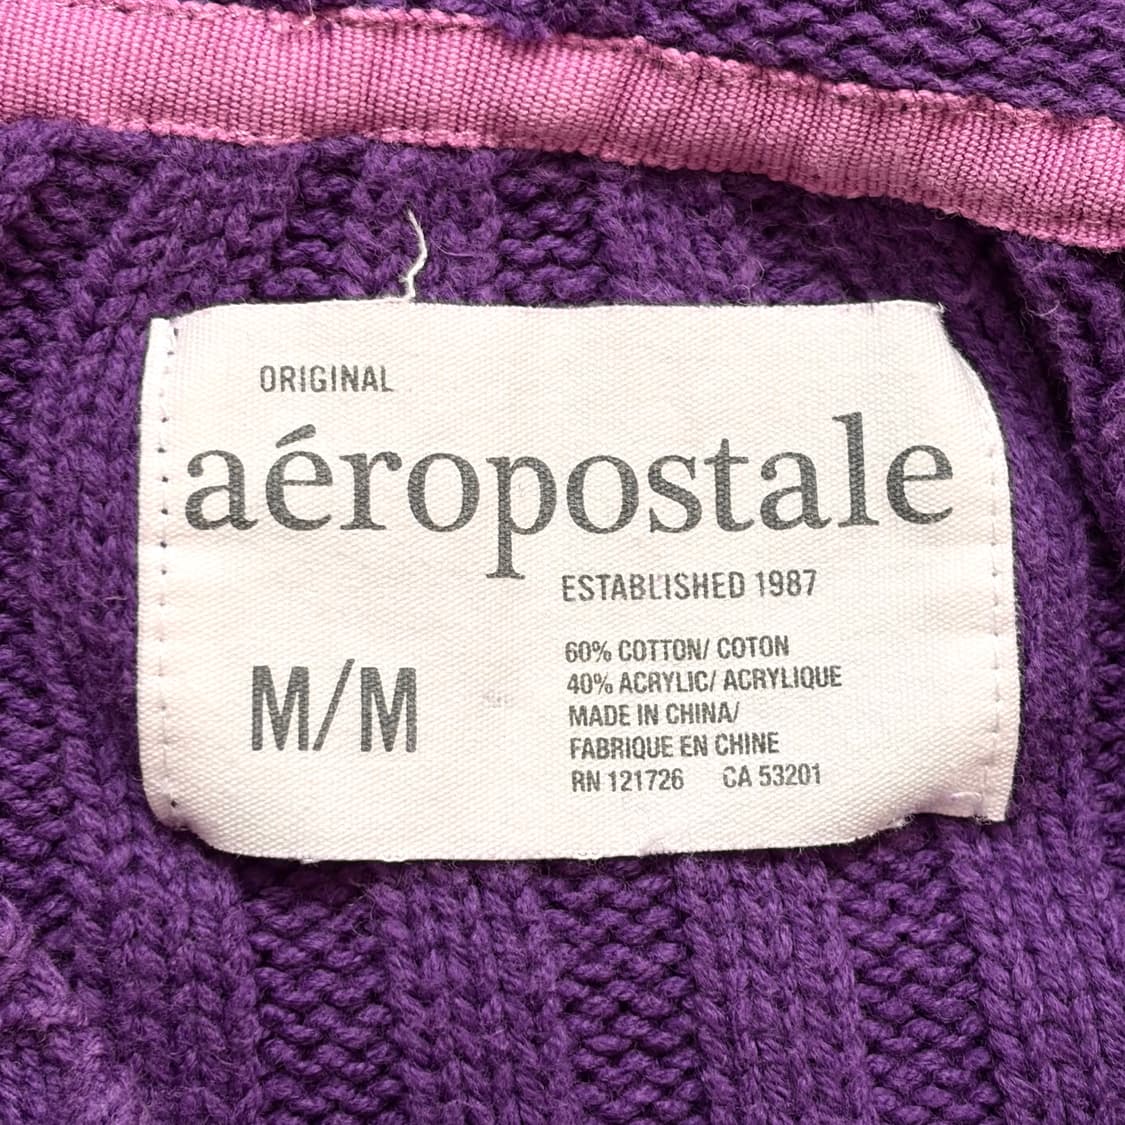 ORIGINAL
aéropostale
ESTABLISHED 1987
M/M
60% COTTON/ COTON
40% ACRYLIC/ ACRYLIQUE
MADE IN CHINA/
FABRIQUE EN CHINE
RN 121726 CA 53201